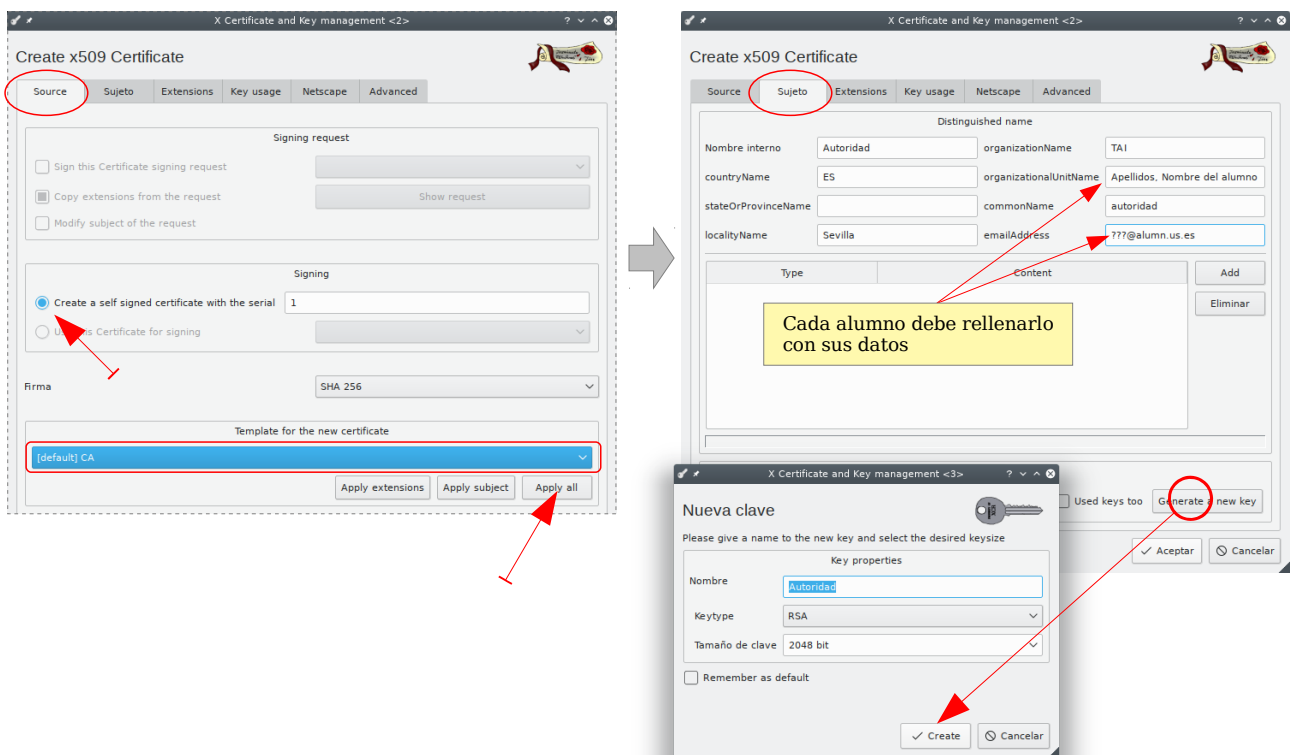 X Certificate and Key management <2>
Create x509 Certificate
Source Sujeto Extensions Key usage Netscape Advanced
Signing request
Sign this Certificate signing request
Copy extensions from the request Show request
Modify subject of the request
Signing
Create a self signed certificate with the serial 1
Certificate for signing
Firma SHA 256
Template for the new certificate
[default] CA
Apply extensions Apply subject Apply all
X Certificate and Key management <2>
Create x509 Certificate
Source Sujeto Extensions Key usage Netscape Advanced
Distinguished name
Nombre interno Autoridad organizationName TAI
countryName ES organizationalUnitName Apellidos, Nombre del alumno
stateOrProvinceName commonName autoridad
localityName Sevilla emailAddress ???@alumn.us.es
Type Content Add
Eliminar
Cada alumno debe rellenarlo
con sus datos
Used keys too Generate a new key
Aceptar Cancelar
X Certificate and Key management <3>
Nueva clave
Please give a name to the new key and select the desired keysize
Key properties
Nombre Autoridad
Keytype RSA
Tamaño de clave 2048 bit
Remember as default
Create Cancelar